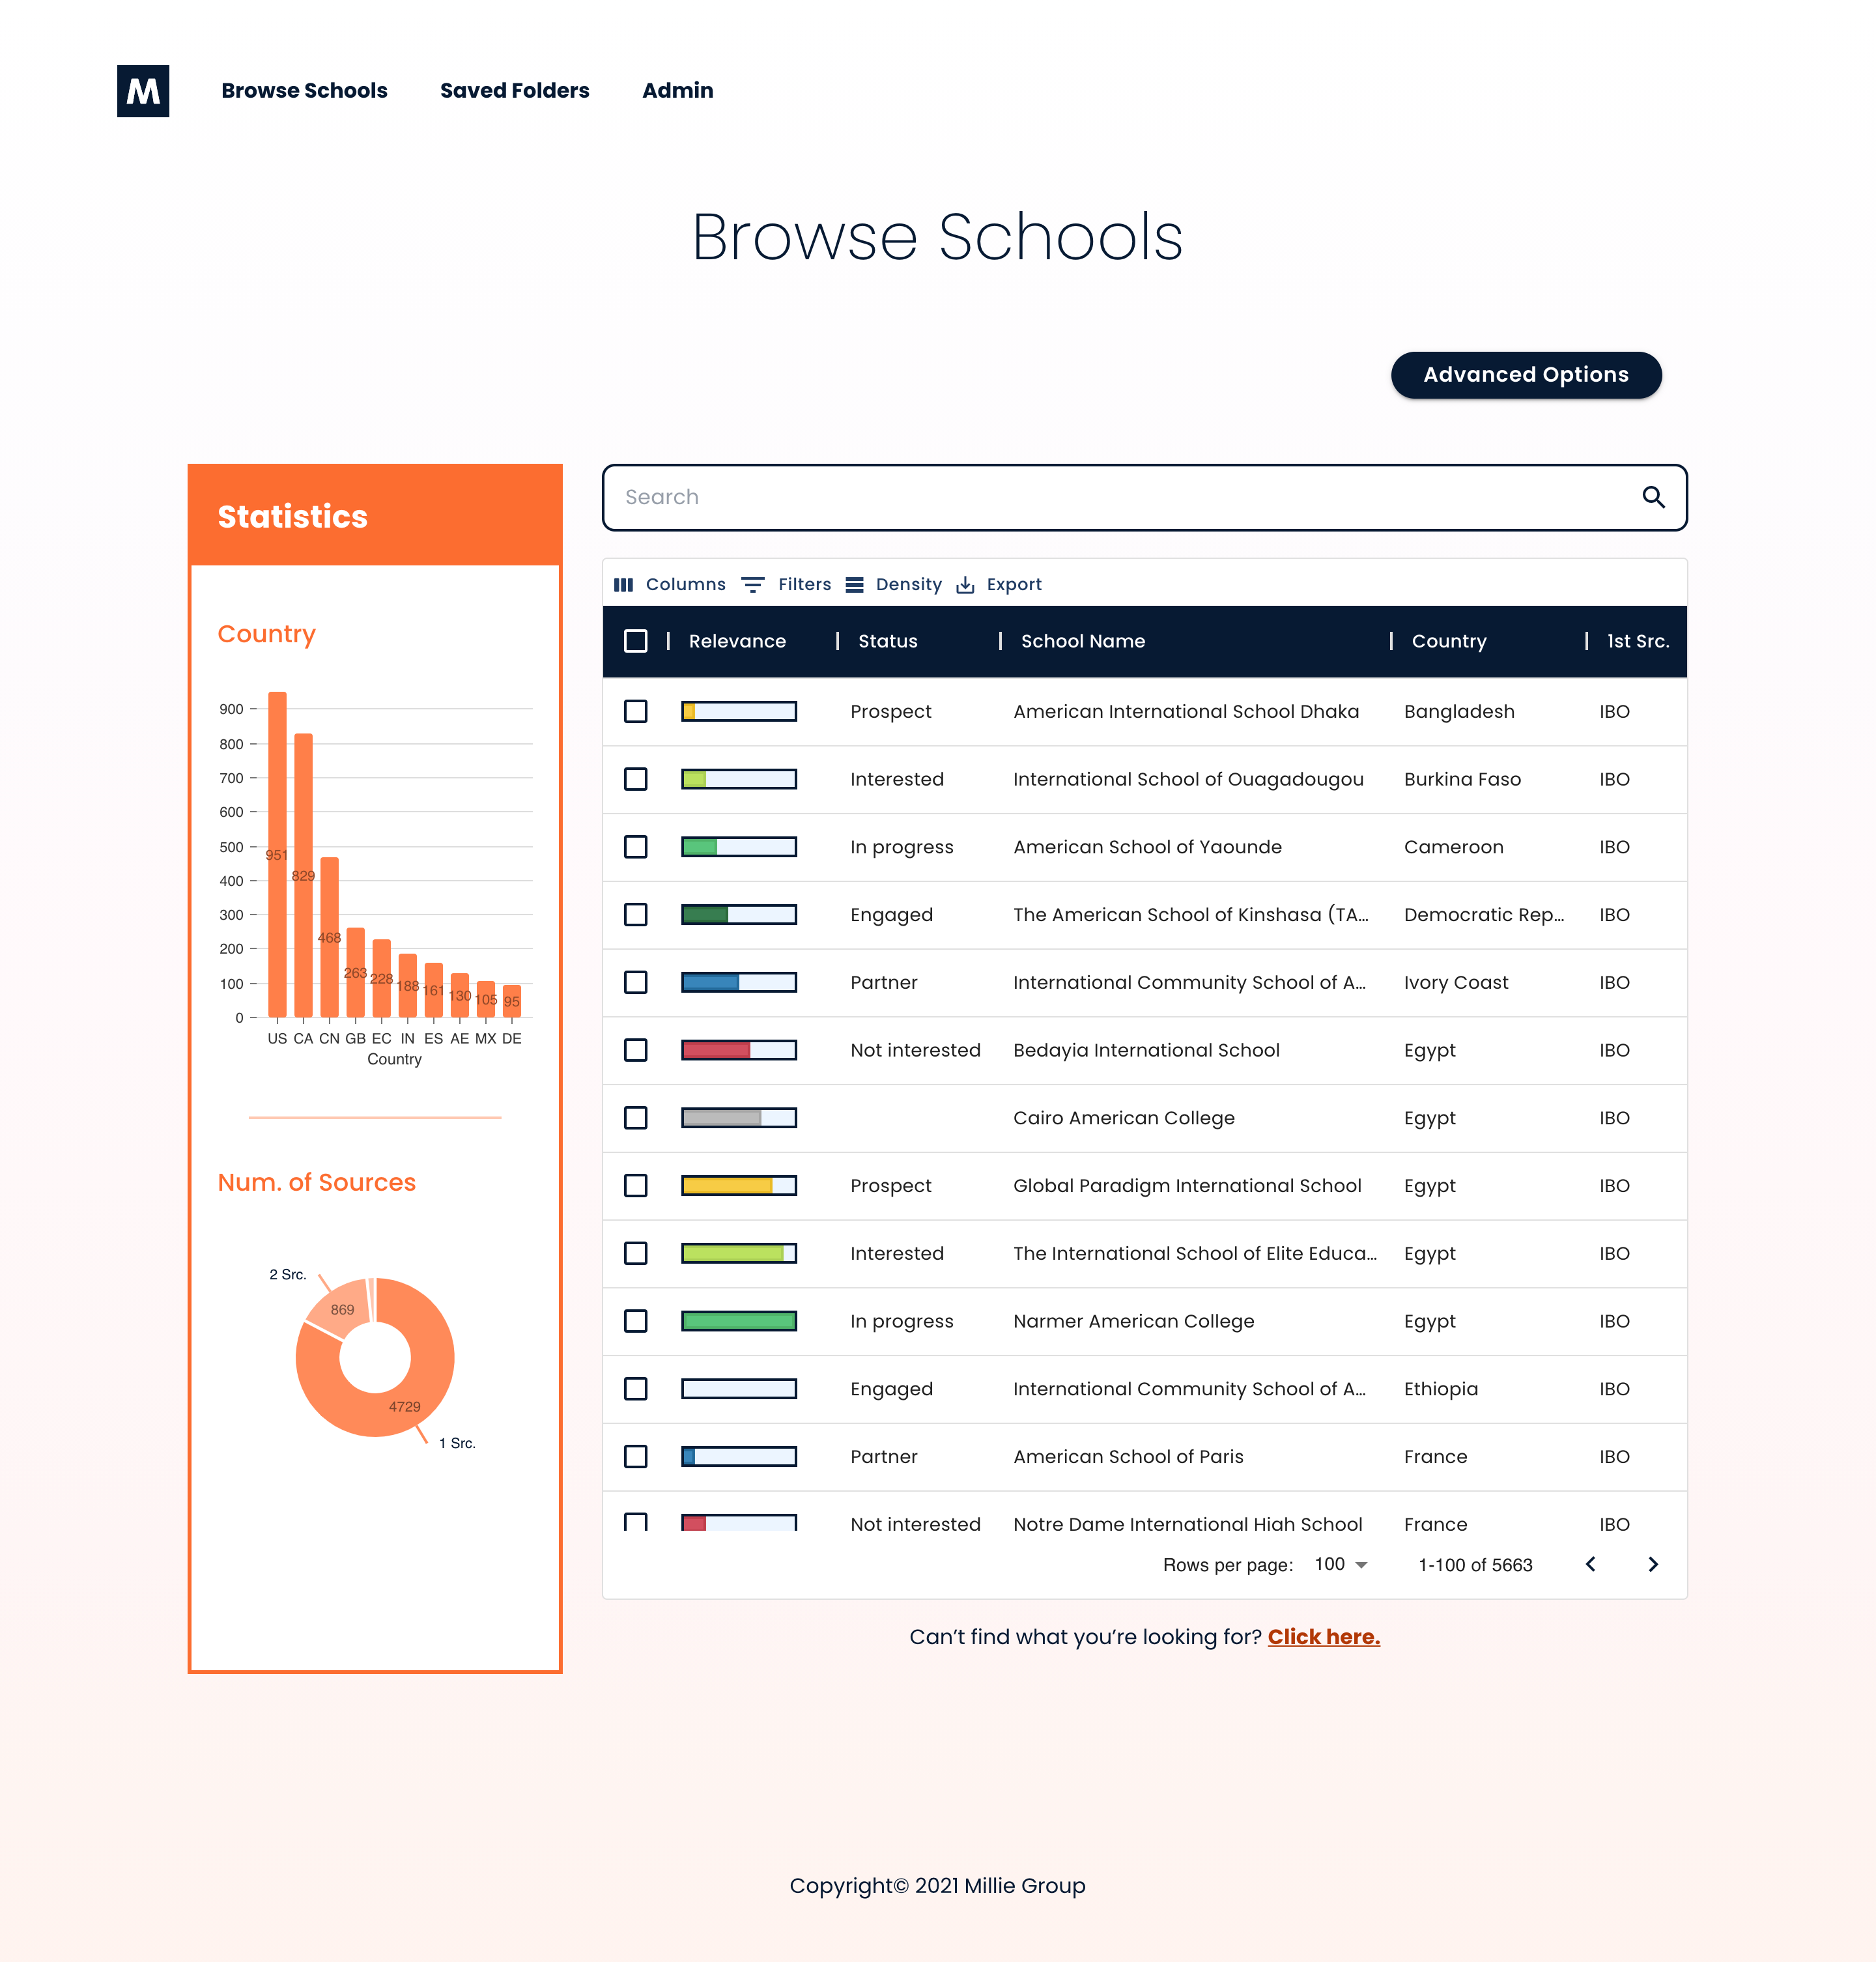 M Browse Schools Saved Folders Admin
Browse Schools
Advanced Options
Statistics
Country
900
800
700
600
500
400
300
200
100
0
951
829
468
263
228
188
161
130
105
95
US CA CN GB EC IN ES AE MX DE
Country
Num. of Sources
2 Src.
869
4729
1 Src.
Search
Columns Filters Density Export
Relevance Status School Name Country 1st Src.
Prospect American International School Dhaka Bangladesh IBO
Interested International School of Ouagadougou Burkina Faso IBO
In progress American School of Yaounde Cameroon IBO
Engaged The American School of Kinshasa (TA... Democratic Rep... IBO
Partner International Community School of A... Ivory Coast IBO
Not interested Bedayia International School Egypt IBO
Cairo American College Egypt IBO
Prospect Global Paradigm International School Egypt IBO
Interested The International School of Elite Educa... Egypt IBO
In progress Narmer American College Egypt IBO
Engaged International Community School of A... Ethiopia IBO
Partner American School of Paris France IBO
Not interested Notre Dame International High School France IBO
Rows per page: 100 1-100 of 5663
Can't find what you're looking for? Click here.
Copyright© 2021 Millie Group